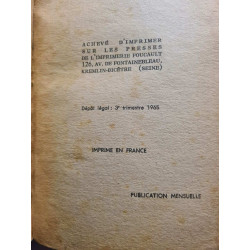 ACHEVÉ D'IMPRIMER
SUR LES PRESSES
DE L'IMPRIMERIE FOUCAULT
126, AV. DE FONTAINEBLEAU,
KREMLIN-BICÊTRE (SEINE)
Dépôt légal : 3e trimestre 1965
IMPRIME EN FRANCE
PUBLICATION MENSUELLE